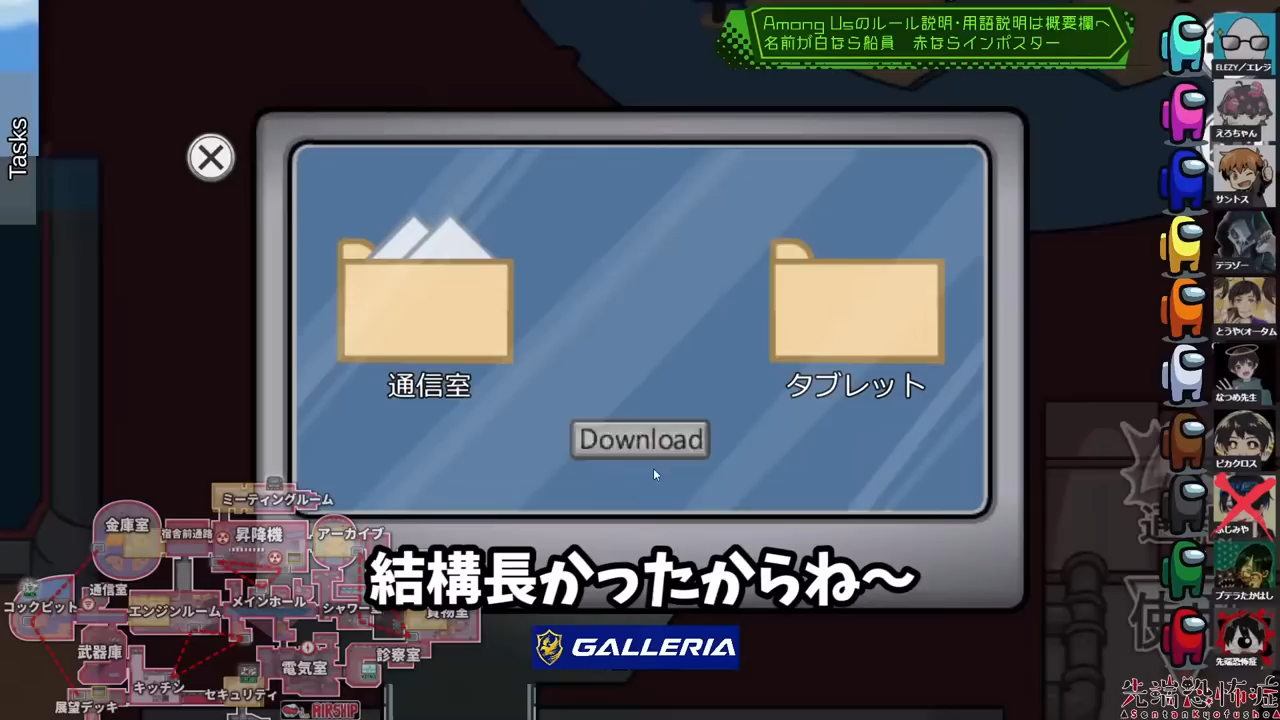 Among Usのルール説明・用語説明は概要欄へ
名前が白なら船員 赤ならインポスター
Tasks
通信室
タブレット
Download
結構長かったからね～
GALLERIA
ミーティングルーム
金庫室
宿舎前通路
昇降機
アーカイブ
通信室
コックピット
エンジンルーム
メインホール
シャワー室
貨物室
武器庫
電気室
診察室
キッチン
セキュリティ
展望デッキ
AIRSHIP
ELEZY／エレジ
えろちゃん
サントス
テラゾー
とうや(オータム
なつめ先生
ピカクロス
ふじみや
プテラたかはし
先端恐怖症
先端恐怖症
ASentanKyofushoA